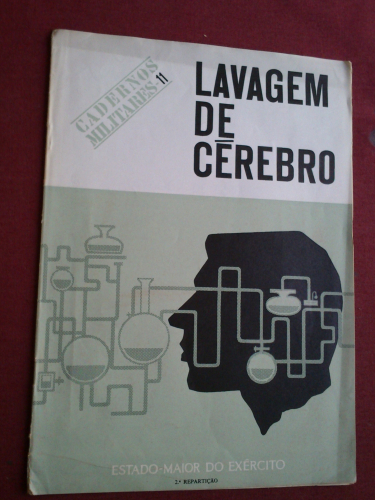 CADERNOS
MILITARES 11
LAVAGEM
DE
CÉREBRO
ESTADO-MAIOR DO EXÉRCITO
2.ª REPARTIÇÃO